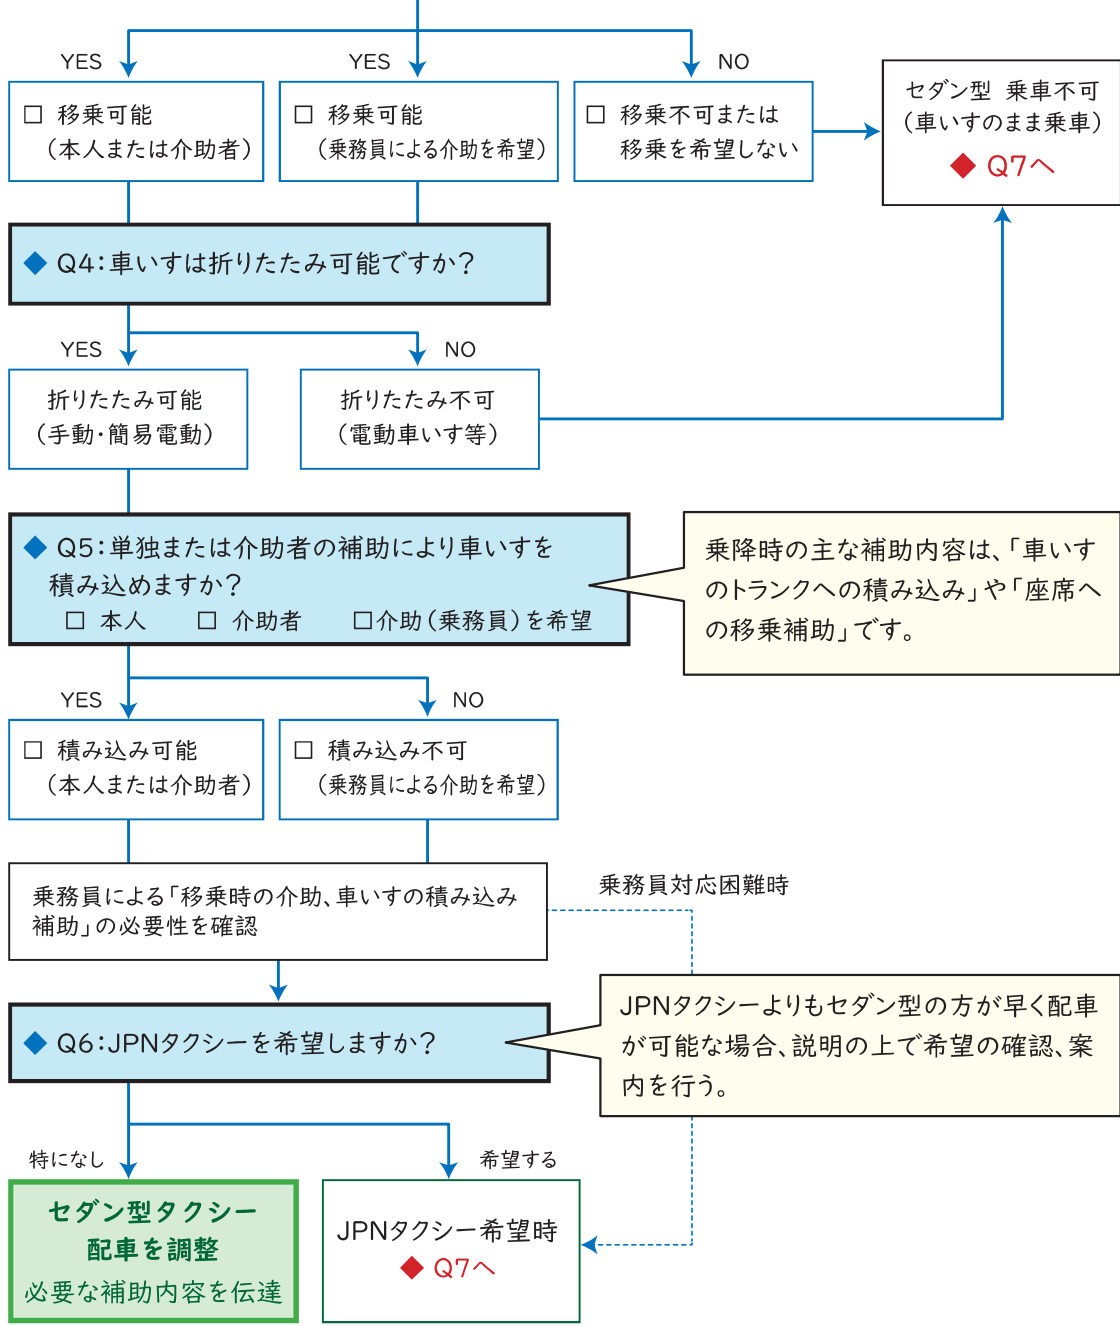 YES
YES
NO
□ 移乗可能
（本人または介助者）
□ 移乗可能
（乗務員による介助を希望）
□ 移乗不可または
移乗を希望しない
セダン型 乗車不可
（車いすのまま乗車）
◆ Q7へ
◆ Q4：車いすは折りたたみ可能ですか？
YES
NO
折りたたみ可能
（手動・簡易電動）
折りたたみ不可
（電動車いす等）
◆ Q5：単独または介助者の補助により車いすを
積み込めますか？
□ 本人 □ 介助者 □介助（乗務員）を希望
乗降時の主な補助内容は、「車いす
のトランクへの積み込み」や「座席へ
の移乗補助」です。
YES
NO
□ 積み込み可能
（本人または介助者）
□ 積み込み不可
（乗務員による介助を希望）
乗務員による「移乗時の介助、車いすの積み込み
補助」の必要性を確認
乗務員対応困難時
◆ Q6：JPNタクシーを希望しますか？
JPNタクシーよりもセダン型の方が早く配車
が可能な場合、説明の上で希望の確認、案
内を行う。
特になし
希望する
セダン型タクシー
配車を調整
必要な補助内容を伝達
JPNタクシー希望時
◆ Q7へ